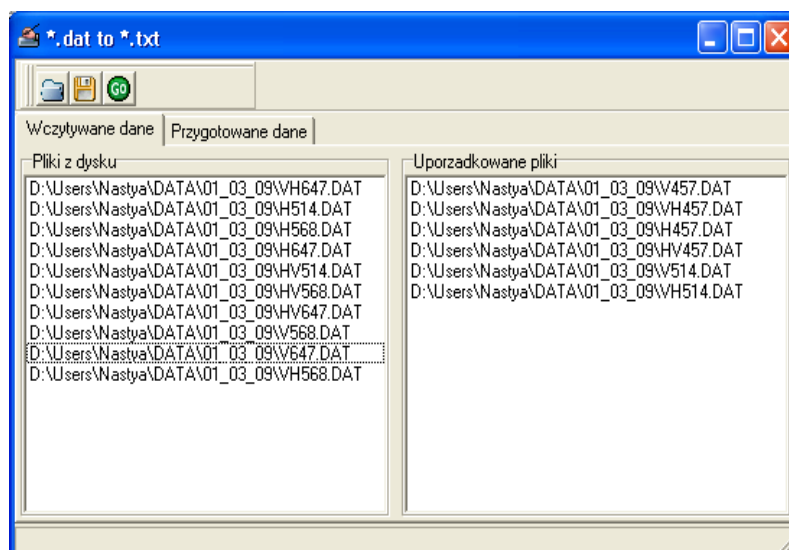 *.dat to *.txt
GO
Wczytywane dane Przygotowane dane
Pliki z dysku
D:\Users\Nastya\DATA\01_03_09\VH647.DAT
D:\Users\Nastya\DATA\01_03_09\H514.DAT
D:\Users\Nastya\DATA\01_03_09\H568.DAT
D:\Users\Nastya\DATA\01_03_09\H647.DAT
D:\Users\Nastya\DATA\01_03_09\HV514.DAT
D:\Users\Nastya\DATA\01_03_09\HV568.DAT
D:\Users\Nastya\DATA\01_03_09\HV647.DAT
D:\Users\Nastya\DATA\01_03_09\V568.DAT
D:\Users\Nastya\DATA\01_03_09\V647.DAT
D:\Users\Nastya\DATA\01_03_09\VH568.DAT
Uporzadkowane pliki
D:\Users\Nastya\DATA\01_03_09\V457.DAT
D:\Users\Nastya\DATA\01_03_09\VH457.DAT
D:\Users\Nastya\DATA\01_03_09\H457.DAT
D:\Users\Nastya\DATA\01_03_09\HV457.DAT
D:\Users\Nastya\DATA\01_03_09\V514.DAT
D:\Users\Nastya\DATA\01_03_09\VH514.DAT